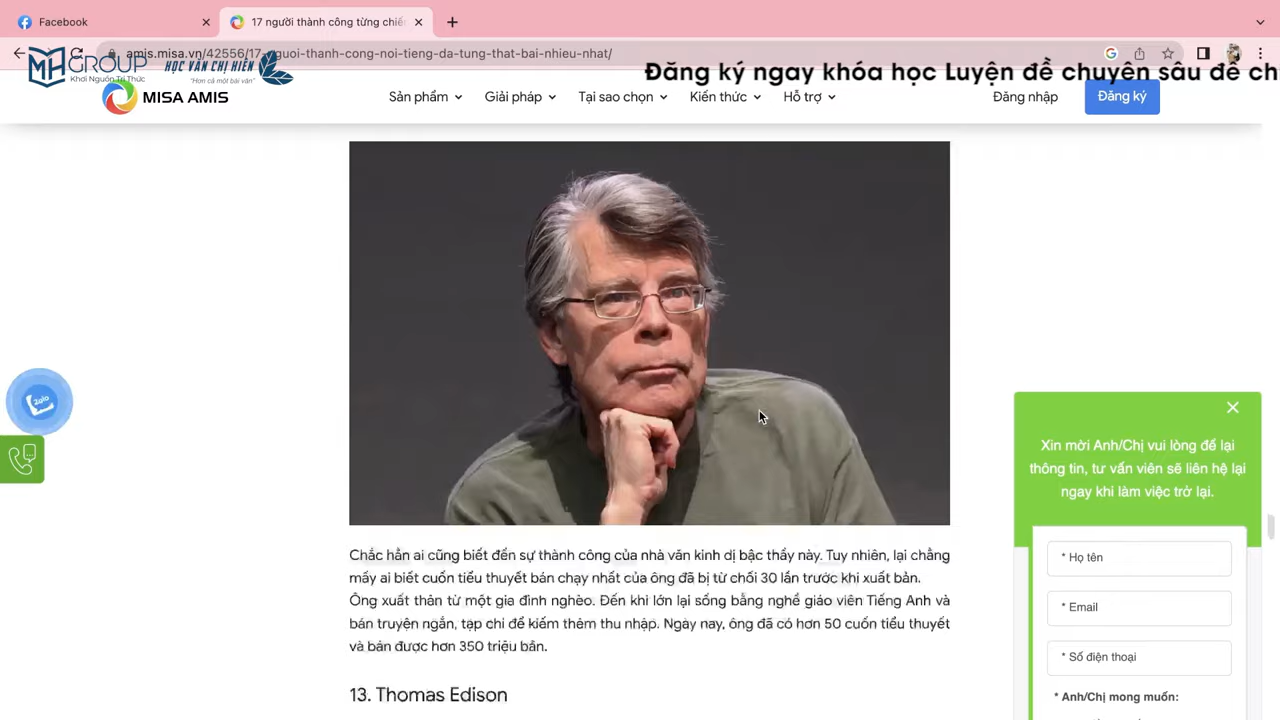 Facebook
17 người thành công từng chiế
amis.misa.vn/42556/17-nguoi-thanh-cong-noi-tieng-da-tung-that-bai-nhieu-nhat/
MHGROUP
Khơi Nguồn Tri Thức
HỌC VĂN CHỊ HIÊN
"Hơn cả một bài văn"
Đăng ký ngay khóa học Luyện đề chuyên sâu để ch
MISA AMIS
Sản phẩm
Giải pháp
Tại sao chọn
Kiến thức
Hỗ trợ
Đăng nhập
Đăng ký
Zalo
Chắc hẳn ai cũng biết đến sự thành công của nhà văn kinh dị bậc thầy này. Tuy nhiên, lại chẳng
mấy ai biết cuốn tiểu thuyết bán chạy nhất của ông đã bị từ chối 30 lần trước khi xuất bản.
Ông xuất thân từ một gia đình nghèo. Đến khi lớn lại sống bằng nghề giáo viên Tiếng Anh và
bán truyện ngắn, tạp chí để kiếm thêm thu nhập. Ngày nay, ông đã có hơn 50 cuốn tiểu thuyết
và bán được hơn 350 triệu bản.
13. Thomas Edison
Xin mời Anh/Chị vui lòng để lại
thông tin, tư vấn viên sẽ liên hệ lại
ngay khi làm việc trở lại.
* Họ tên
* Email
* Số điện thoại
* Anh/Chị mong muốn: